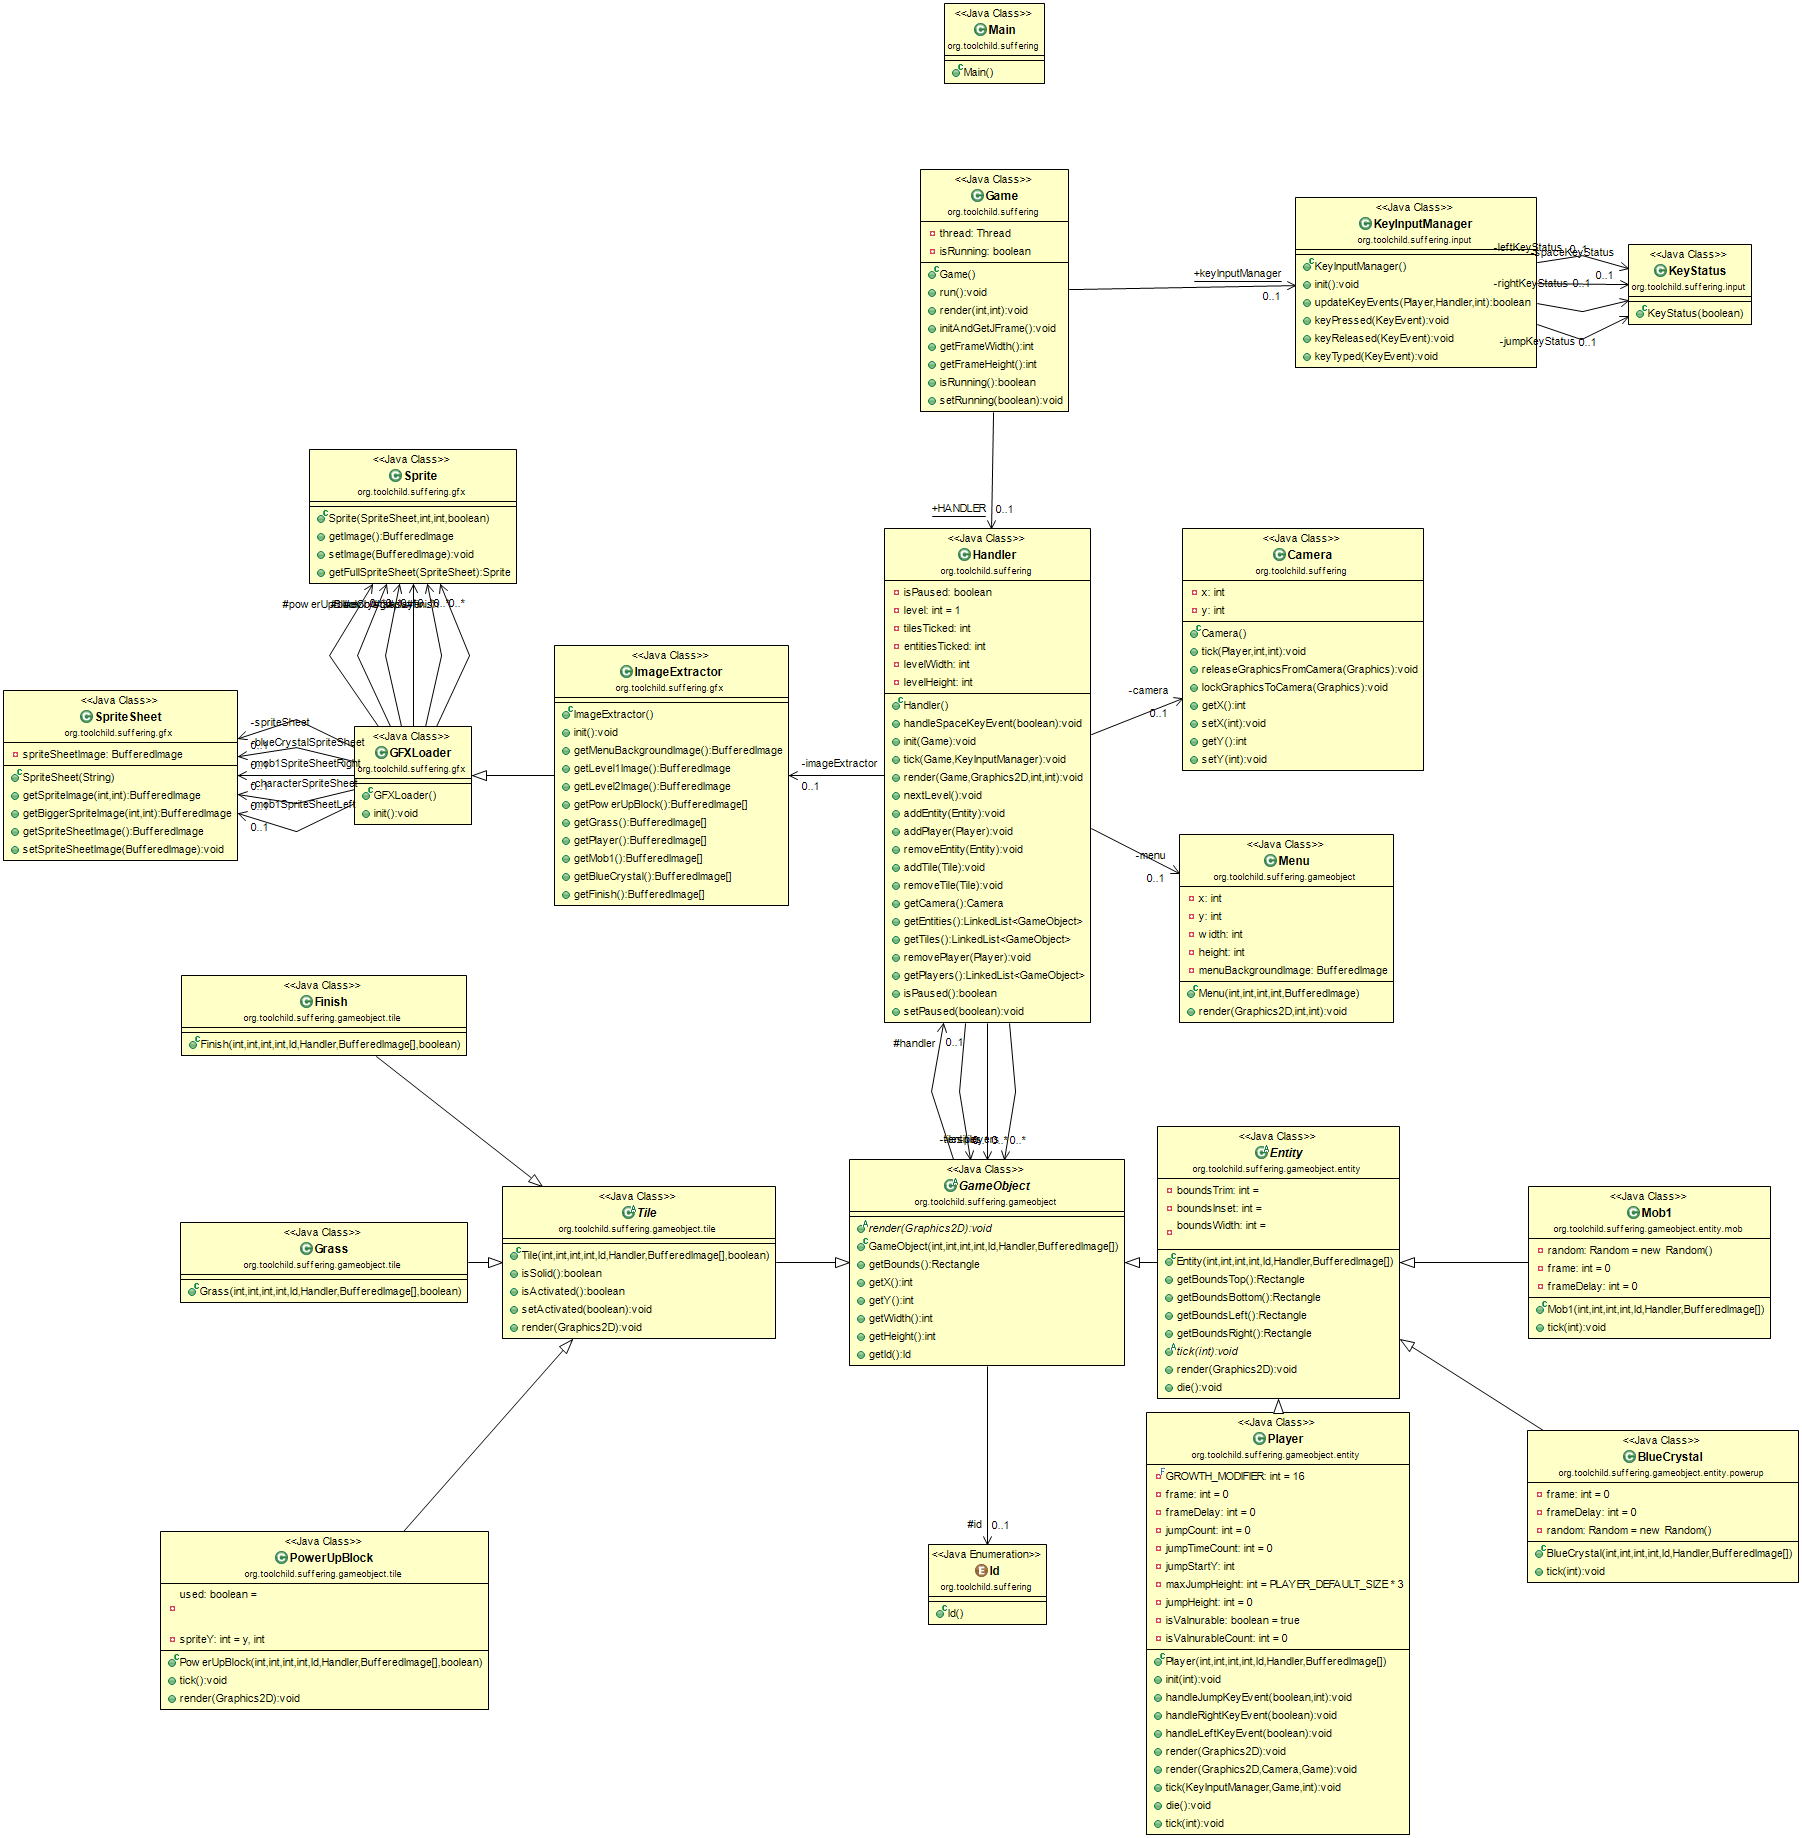 <<Java Class>>
Main
org.toolchild.suffering
Main()
<<Java Class>>
Game
org.toolchild.suffering
thread: Thread
isRunning: boolean
Game()
run():void
render(int,int):void
initAndGetJFrame():void
getFrameWidth():int
getFrameHeight():int
isRunning():boolean
setRunning(boolean):void
+keyInputManager
0..1
<<Java Class>>
KeyInputManager
org.toolchild.suffering.input
KeyInputManager()
init():void
updateKeyEvents(Player,Handler,int):boolean
keyPressed(KeyEvent):void
keyReleased(KeyEvent):void
keyTyped(KeyEvent):void
-leftKeyStatus 0..1
-spaceKeyStatus
0..1
-rightKeyStatus 0..1
-jumpKeyStatus 0..1
<<Java Class>>
KeyStatus
org.toolchild.suffering.input
KeyStatus(boolean)
+HANDLER 0..1
<<Java Class>>
Sprite
org.toolchild.suffering.gfx
Sprite(SpriteSheet,int,int,boolean)
getImage():BufferedImage
setImage(BufferedImage):void
getFullSpriteSheet(SpriteSheet):Sprite
0..*
<<Java Class>>
SpriteSheet
org.toolchild.suffering.gfx
spriteSheetImage: BufferedImage
SpriteSheet(String)
getSpriteImage(int,int):BufferedImage
getBiggerSpriteImage(int,int):BufferedImage
getSpriteSheetImage():BufferedImage
setSpriteSheetImage(BufferedImage):void
-spriteSheet
0..1
-blueCrystalSpriteSheet
0..1
-mob1SpriteSheetRight
0..1
-characterSpriteSheet
0..1
-mob1SpriteSheetLeft
0..1
<<Java Class>>
GFXLoader
org.toolchild.suffering.gfx
GFXLoader()
init():void
<<Java Class>>
ImageExtractor
org.toolchild.suffering.gfx
ImageExtractor()
init():void
getMenuBackgroundImage():BufferedImage
getLevel1Image():BufferedImage
getLevel2Image():BufferedImage
getPowerUpBlock():BufferedImage[]
getGrass():BufferedImage[]
getPlayer():BufferedImage[]
getMob1():BufferedImage[]
getBlueCrystal():BufferedImage[]
getFinish():BufferedImage[]
-imageExtractor
0..1
<<Java Class>>
Handler
org.toolchild.suffering
isPaused: boolean
level: int = 1
tilesTicked: int
entitiesTicked: int
levelWidth: int
levelHeight: int
Handler()
handleSpaceKeyEvent(boolean):void
init(Game):void
tick(Game,KeyInputManager):void
render(Game,Graphics2D,int,int):void
nextLevel():void
addEntity(Entity):void
addPlayer(Player):void
removeEntity(Entity):void
addTile(Tile):void
removeTile(Tile):void
getCamera():Camera
getEntities():LinkedList<GameObject>
getTiles():LinkedList<GameObject>
removePlayer(Player):void
getPlayers():LinkedList<GameObject>
isPaused():boolean
setPaused(boolean):void
-camera
0..1
<<Java Class>>
Camera
org.toolchild.suffering
x: int
y: int
Camera()
tick(Player,int,int):void
releaseGraphicsFromCamera(Graphics):void
lockGraphicsToCamera(Graphics):void
getX():int
setX(int):void
getY():int
setY(int):void
-menu
0..1
<<Java Class>>
Menu
org.toolchild.suffering.gameobject
x: int
y: int
width: int
height: int
menuBackgroundImage: BufferedImage
Menu(int,int,int,int,BufferedImage)
render(Graphics2D,int,int):void
#handler 0..1
0..* 0..*
<<Java Class>>
Finish
org.toolchild.suffering.gameobject.tile
Finish(int,int,int,int,Id,Handler,BufferedImage[],boolean)
<<Java Class>>
Grass
org.toolchild.suffering.gameobject.tile
Grass(int,int,int,int,Id,Handler,BufferedImage[],boolean)
<<Java Class>>
Tile
org.toolchild.suffering.gameobject.tile
Tile(int,int,int,int,Id,Handler,BufferedImage[],boolean)
isSolid():boolean
isActivated():boolean
setActivated(boolean):void
render(Graphics2D):void
<<Java Class>>
GameObject
org.toolchild.suffering.gameobject
render(Graphics2D):void
GameObject(int,int,int,int,Id,Handler,BufferedImage[])
getBounds():Rectangle
getX():int
getY():int
getWidth():int
getHeight():int
getId():Id
<<Java Class>>
Entity
org.toolchild.suffering.gameobject.entity
boundsTrim: int =
boundsInset: int =
boundsWidth: int =
Entity(int,int,int,int,Id,Handler,BufferedImage[])
getBoundsTop():Rectangle
getBoundsBottom():Rectangle
getBoundsLeft():Rectangle
getBoundsRight():Rectangle
tick(int):void
render(Graphics2D):void
die():void
<<Java Class>>
Mob1
org.toolchild.suffering.gameobject.entity.mob
random: Random = new Random()
frame: int = 0
frameDelay: int = 0
Mob1(int,int,int,int,Id,Handler,BufferedImage[])
tick(int):void
<<Java Class>>
BlueCrystal
org.toolchild.suffering.gameobject.entity.powerup
frame: int = 0
frameDelay: int = 0
random: Random = new Random()
BlueCrystal(int,int,int,int,Id,Handler,BufferedImage[])
tick(int):void
<<Java Class>>
Player
org.toolchild.suffering.gameobject.entity
GROWTH_MODIFIER: int = 16
frame: int = 0
frameDelay: int = 0
jumpCount: int = 0
jumpTimeCount: int = 0
jumpStartY: int
maxJumpHeight: int = PLAYER_DEFAULT_SIZE * 3
jumpHeight: int = 0
isValnurable: boolean = true
isValnurableCount: int = 0
Player(int,int,int,int,Id,Handler,BufferedImage[])
init(int):void
handleJumpKeyEvent(boolean,int):void
handleRightKeyEvent(boolean):void
handleLeftKeyEvent(boolean):void
render(Graphics2D):void
render(Graphics2D,Camera,Game):void
tick(KeyInputManager,Game,int):void
die():void
tick(int):void
#id 0..1
<<Java Enumeration>>
Id
org.toolchild.suffering
Id()
<<Java Class>>
PowerUpBlock
org.toolchild.suffering.gameobject.tile
used: boolean =
spriteY: int = y, int
PowerUpBlock(int,int,int,int,Id,Handler,BufferedImage[],boolean)
tick():void
render(Graphics2D):void